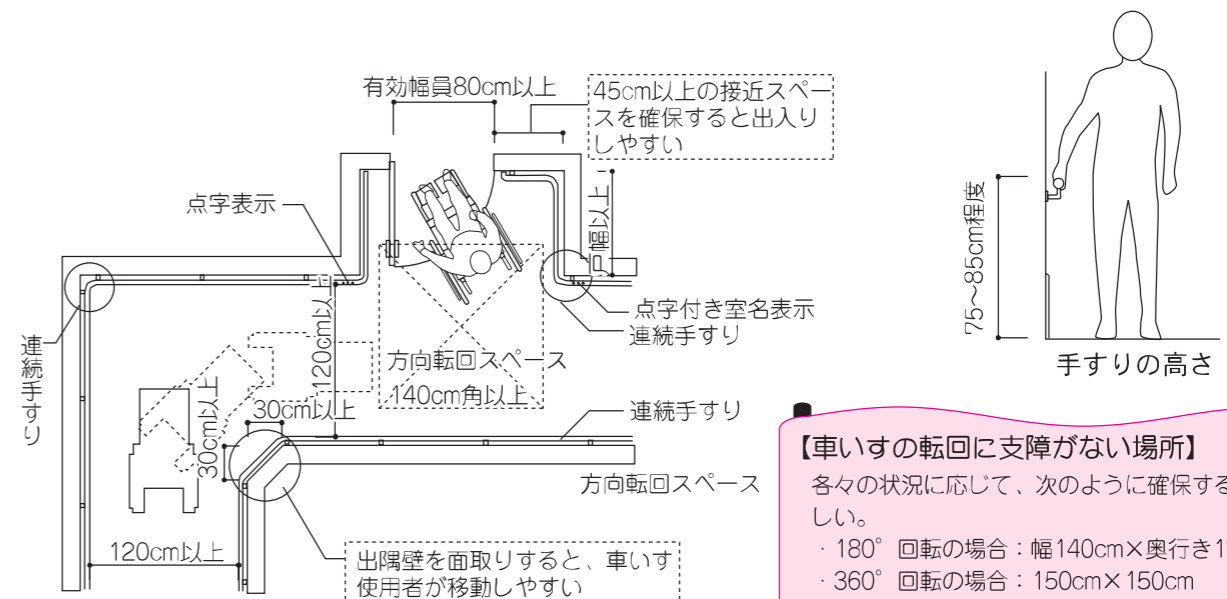 有効幅員80cm以上
45cm以上の接近スペー
スを確保すると出入り
しやすい
点字表示
戸幅以上
点字付き室名表示
連続手すり
連続手すり
120cm以上
方向転回スペース
140cm角以上
30cm以上
30cm以上
連続手すり
方向転回スペース
120cm以上
出隅壁を面取りすると、車いす
使用者が移動しやすい
75～85cm程度
手すりの高さ
【車いすの転回に支障がない場所】
各々の状況に応じて、次のように確保する
しい。
・180°回転の場合：幅140cm×奥行き1
・360°回転の場合：150cm×150cm